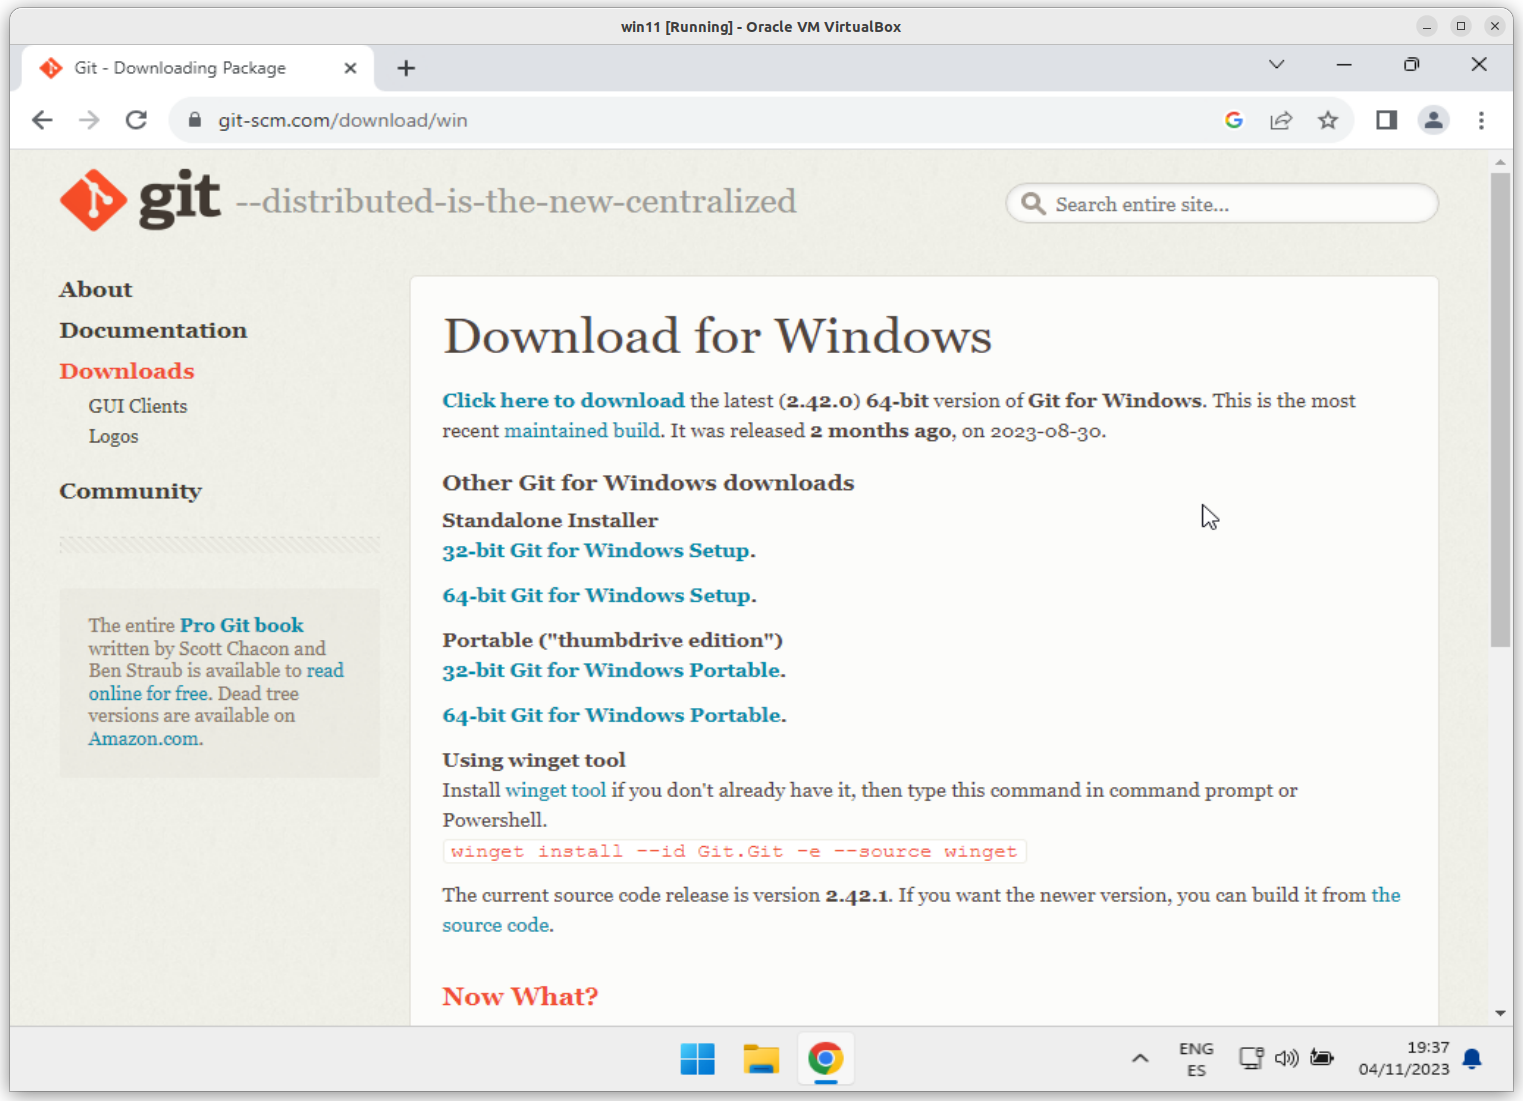 win11 [Running] - Oracle VM VirtualBox
Git - Downloading Package
git-scm.com/download/win
git --distributed-is-the-new-centralized
Search entire site...
About
Documentation
Downloads
GUI Clients
Logos
Community
The entire Pro Git book
written by Scott Chacon and
Ben Straub is available to read
online for free. Dead tree
versions are available on
Amazon.com.
Download for Windows
Click here to download the latest (2.42.0) 64-bit version of Git for Windows. This is the most
recent maintained build. It was released 2 months ago, on 2023-08-30.
Other Git for Windows downloads
Standalone Installer
32-bit Git for Windows Setup.
64-bit Git for Windows Setup.
Portable ("thumbdrive edition")
32-bit Git for Windows Portable.
64-bit Git for Windows Portable.
Using winget tool
Install winget tool if you don't already have it, then type this command in command prompt or
Powershell.
winget install --id Git.Git -e --source winget
The current source code release is version 2.42.1. If you want the newer version, you can build it from the
source code.
Now What?
ENG
ES
19:37
04/11/2023